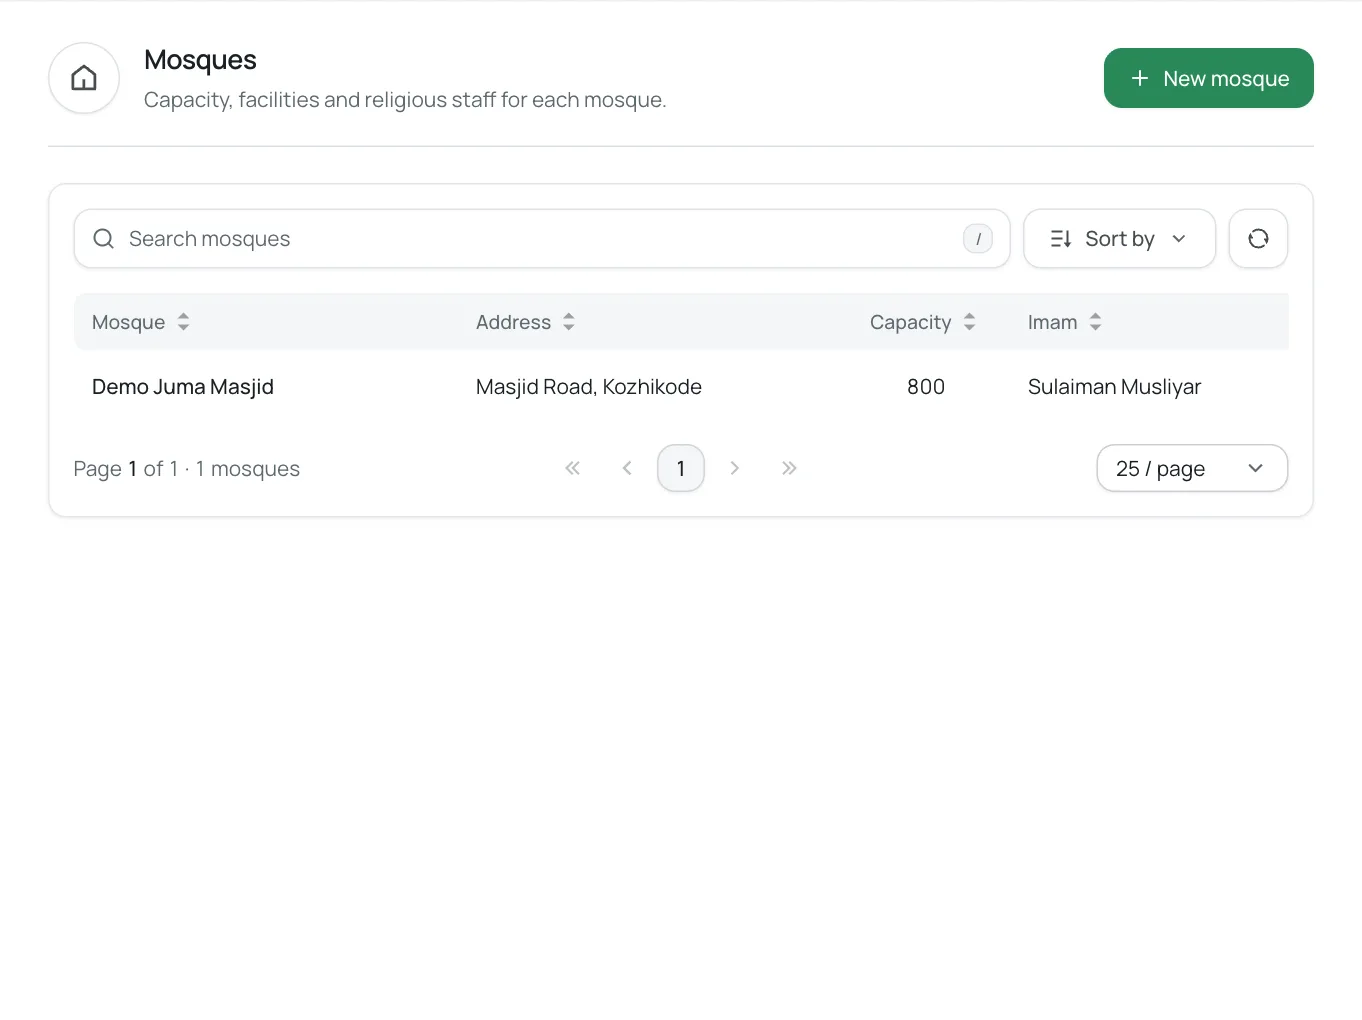 Mosques
Capacity, facilities and religious staff for each mosque.
New mosque
Search mosques /
Sort by
Mosque Address Capacity Imam
Demo Juma Masjid Masjid Road, Kozhikode 800 Sulaiman Musliyar
Page 1 of 1 · 1 mosques 1 25 / page